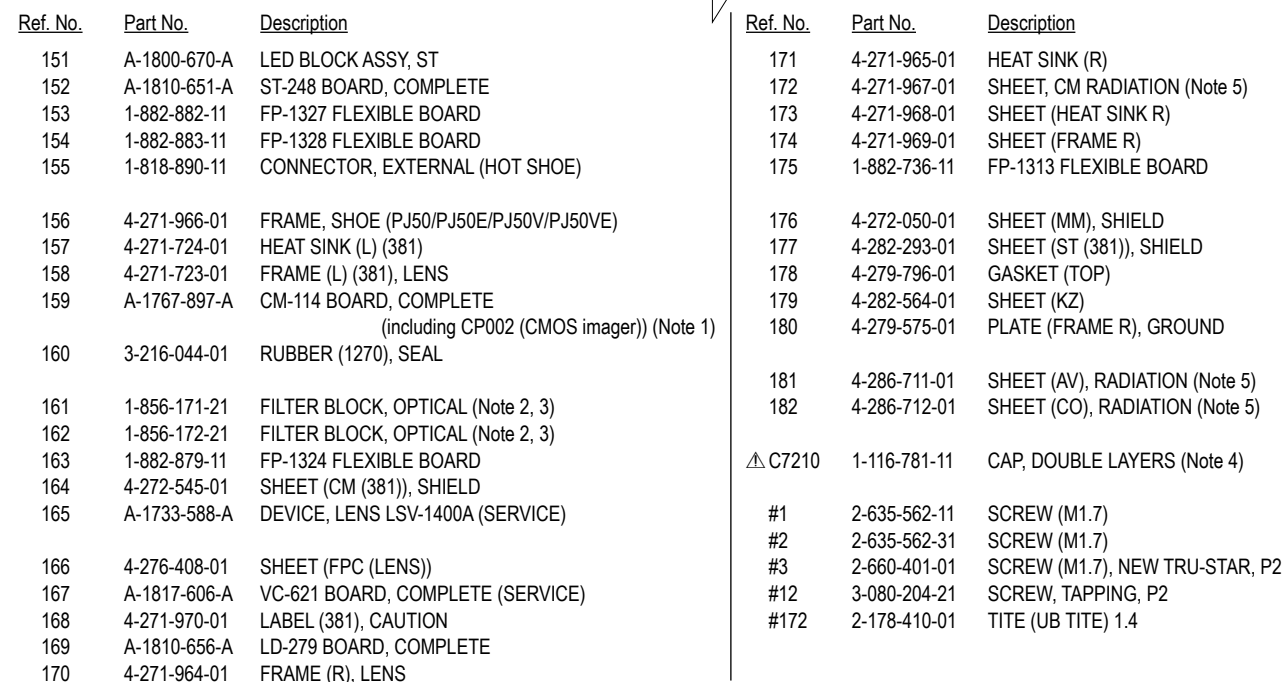 Ref. No. Part No. Description
151 A-1800-670-A LED BLOCK ASSY, ST
152 A-1810-651-A ST-248 BOARD, COMPLETE
153 1-882-882-11 FP-1327 FLEXIBLE BOARD
154 1-882-883-11 FP-1328 FLEXIBLE BOARD
155 1-818-890-11 CONNECTOR, EXTERNAL (HOT SHOE)
156 4-271-966-01 FRAME, SHOE (PJ50/PJ50E/PJ50V/PJ50VE)
157 4-271-724-01 HEAT SINK (L) (381)
158 4-271-723-01 FRAME (L) (381), LENS
159 A-1767-897-A CM-114 BOARD, COMPLETE
(including CP002 (CMOS imager)) (Note 1)
160 3-216-044-01 RUBBER (1270), SEAL
161 1-856-171-21 FILTER BLOCK, OPTICAL (Note 2, 3)
162 1-856-172-21 FILTER BLOCK, OPTICAL (Note 2, 3)
163 1-882-879-11 FP-1324 FLEXIBLE BOARD
164 4-272-545-01 SHEET (CM (381)), SHIELD
165 A-1733-588-A DEVICE, LENS LSV-1400A (SERVICE)
166 4-276-408-01 SHEET (FPC (LENS))
167 A-1817-606-A VC-621 BOARD, COMPLETE (SERVICE)
168 4-271-970-01 LABEL (381), CAUTION
169 A-1810-656-A LD-279 BOARD, COMPLETE
170 4-271-964-01 FRAME (R), LENS
Ref. No. Part No. Description
171 4-271-965-01 HEAT SINK (R)
172 4-271-967-01 SHEET, CM RADIATION (Note 5)
173 4-271-968-01 SHEET (HEAT SINK R)
174 4-271-969-01 SHEET (FRAME R)
175 1-882-736-11 FP-1313 FLEXIBLE BOARD
176 4-272-050-01 SHEET (MM), SHIELD
177 4-282-293-01 SHEET (ST (381)), SHIELD
178 4-279-796-01 GASKET (TOP)
179 4-282-564-01 SHEET (KZ)
180 4-279-575-01 PLATE (FRAME R), GROUND
181 4-286-711-01 SHEET (AV), RADIATION (Note 5)
182 4-286-712-01 SHEET (CO), RADIATION (Note 5)
⚠ C7210 1-116-781-11 CAP, DOUBLE LAYERS (Note 4)
#1 2-635-562-11 SCREW (M1.7)
#2 2-635-562-31 SCREW (M1.7)
#3 2-660-401-01 SCREW (M1.7), NEW TRU-STAR, P2
#12 3-080-204-21 SCREW, TAPPING, P2
#172 2-178-410-01 TITE (UB TITE) 1.4